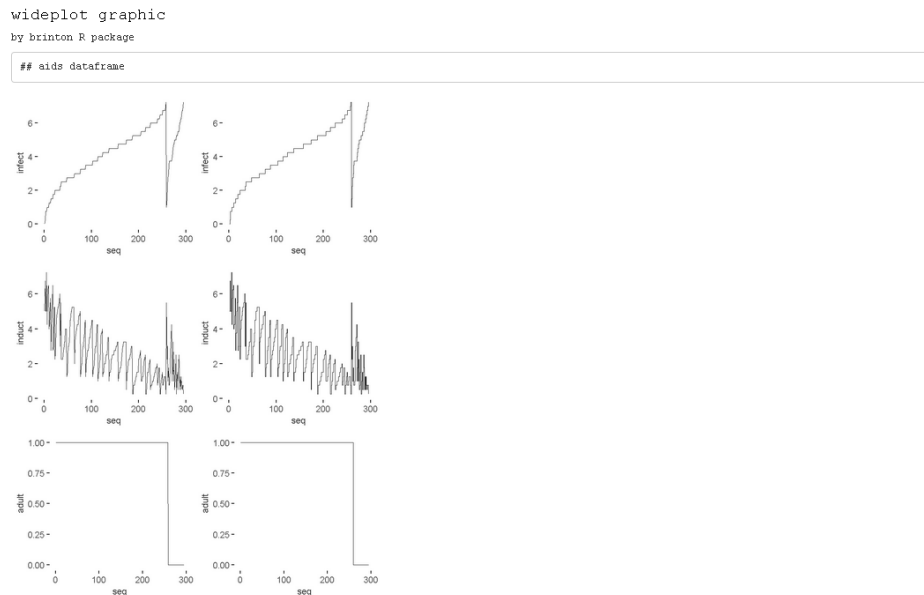 wideplot graphic
by brinton R package
## aids dataframe
infect
6
4
2
0
0 100 200 300
seq
infect
6
4
2
0
0 100 200 300
seq
induct
6
4
2
0
0 100 200 300
seq
induct
6
4
2
0
0 100 200 300
seq
adult
1.00
0.75
0.50
0.25
0.00
0 100 200 300
seq
adult
1.00
0.75
0.50
0.25
0.00
0 100 200 300
seq